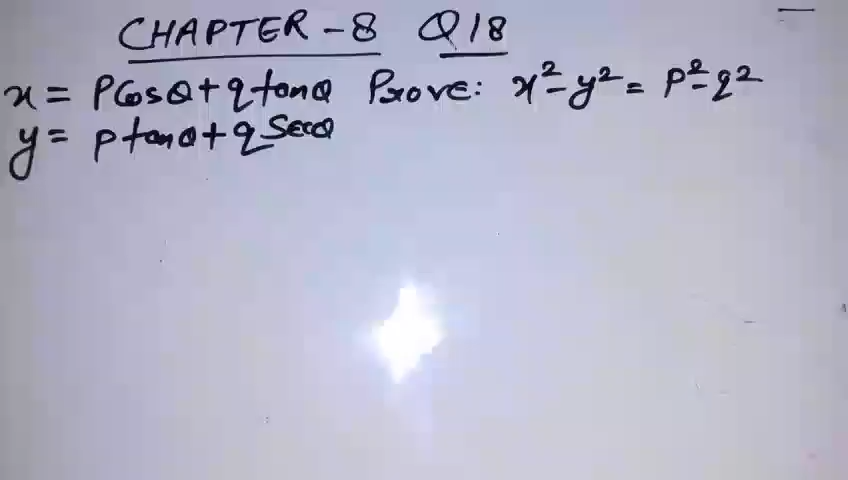 CHAPTER - 8 Q18
x = PCosθ + q tanθ Prove: x² - y² = P² - q²
y = p tanθ + q Secθ